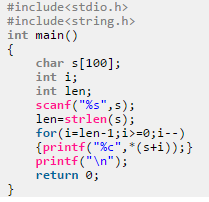 #include<stdio.h>
#include<string.h>
int main()
{
    char s[100];
    int i;
    int len;
    scanf("%s",s);
    len=strlen(s);
    for(i=len-1;i>=0;i--)
    {printf("%c",*(s+i));}
    printf("\n");
    return 0;
}